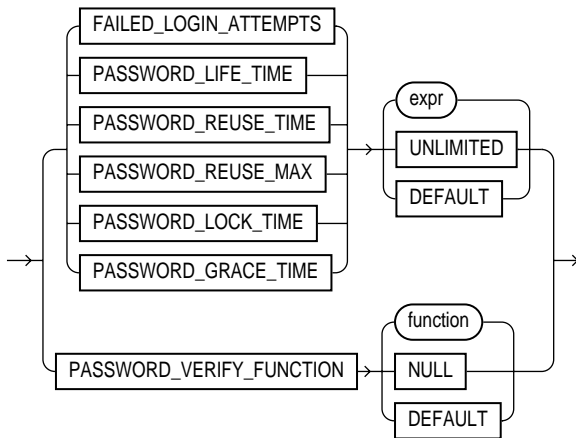 FAILED_LOGIN_ATTEMPTS
PASSWORD_LIFE_TIME
PASSWORD_REUSE_TIME
PASSWORD_REUSE_MAX
PASSWORD_LOCK_TIME
PASSWORD_GRACE_TIME
expr
UNLIMITED
DEFAULT
PASSWORD_VERIFY_FUNCTION
function
NULL
DEFAULT